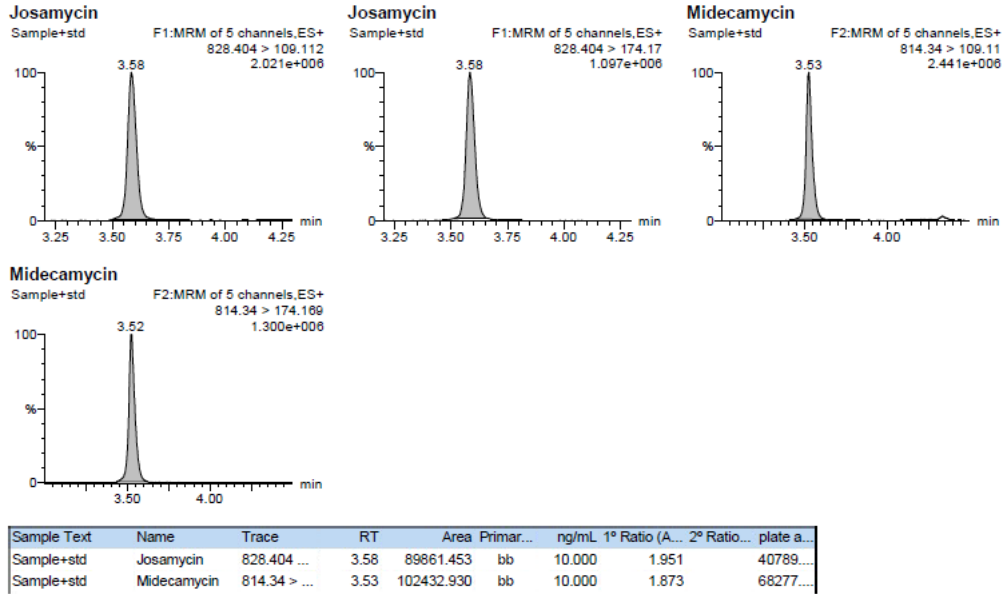 Josamycin
Sample+std F1:MRM of 5 channels,ES+
828.404 > 109.112
2.021e+006
100
3.58
%
0
min
3.25 3.50 3.75 4.00 4.25
Josamycin
Sample+std F1:MRM of 5 channels,ES+
828.404 > 174.17
1.097e+006
100
3.58
%
0
min
3.25 3.50 3.75 4.00 4.25
Midecamycin
Sample+std F2:MRM of 5 channels,ES+
814.34 > 109.11
2.441e+006
100
3.53
%
0
min
3.50 4.00
Midecamycin
Sample+std F2:MRM of 5 channels,ES+
814.34 > 174.169
1.300e+006
100
3.52
%
0
min
3.50 4.00
Sample Text Name Trace RT Area Primar... ng/mL 1º Ratio (A... 2º Ratio... plate a...
Sample+std Josamycin 828.404 ... 3.58 89861.453 bb 10.000 1.951 40789....
Sample+std Midecamycin 814.34 > ... 3.53 102432.930 bb 10.000 1.873 68277....